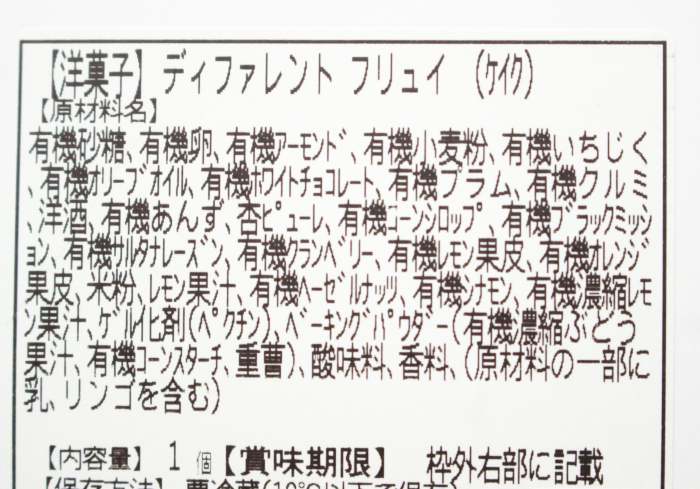 【洋菓子】 ディファレント フリュイ (ｹｲｸ)
【原材料名】
有機砂糖、有機卵、有機ｱｰﾓﾝﾄﾞ、有機小麦粉、有機いちじく
、有機ｵﾘｰﾌﾞｵｲﾙ、有機ﾎﾜｲﾄﾁｮｺﾚｰﾄ、有機プラム、有機クルミ
、洋酒、有機あんず、杏ﾋﾟｭｰﾚ、有機ｺｰﾝｼﾛｯﾌﾟ、有機ﾌﾞﾗｯｸﾐｯｼ
ｮﾝ、有機ｻﾙﾀﾅﾚｰｽﾞﾝ、有機ｸﾗﾝﾍﾞﾘｰ、有機ﾚﾓﾝ果皮、有機ｵﾚﾝｼﾞ
果皮、米粉、ﾚﾓﾝ果汁、有機ﾍｰｾﾞﾙﾅｯﾂ、有機ｼﾅﾓﾝ、有機濃縮ﾚﾓ
ﾝ果汁、ｹﾞﾙ化剤(ﾍﾟｸﾁﾝ)、ﾍﾞｰｷﾝｸﾞﾊﾟｳﾀﾞｰ(有機濃縮ぶどう
果汁、有機ｺｰﾝｽﾀｰﾁ、重曹)、酸味料、香料、(原材料の一部に
乳、リンゴを含む)
【内容量】 1 個【賞味期限】 枠外右部に記載
【保存方法】 要冷蔵(10℃以下で保存)